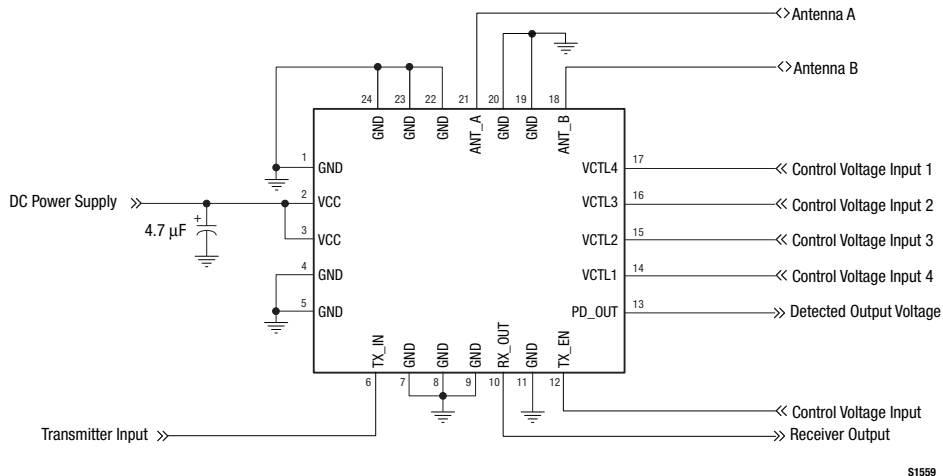 Antenna A
Antenna B
24
23
22
21
20
19
18
GND
GND
GND
ANT_A
GND
GND
ANT_B
1
GND
VCTL4
17
Control Voltage Input 1
DC Power Supply
2
VCC
VCTL3
16
Control Voltage Input 2
4.7 µF
+
3
VCC
VCTL2
15
Control Voltage Input 3
4
GND
VCTL1
14
Control Voltage Input 4
5
GND
PD_OUT
13
Detected Output Voltage
TX_IN
GND
GND
GND
RX_OUT
GND
TX_EN
6
7
8
9
10
11
12
Control Voltage Input
Transmitter Input
Receiver Output
S1559